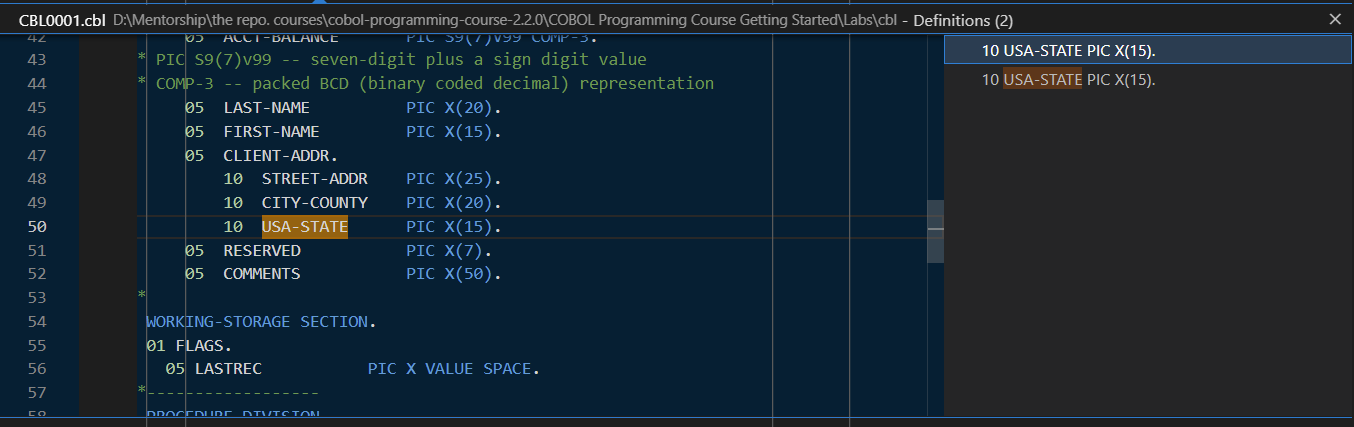 CBL0001.cbl D:\Mentorship\the repo. courses\cobol-programming-course-2.2.0\COBOL Programming Course Getting Started\Labs\cbl - Definitions (2)
42 05 ACCT-BALANCE PIC S9(7)V99 COMP-3.
43 * PIC S9(7)v99 -- seven-digit plus a sign digit value
44 * COMP-3 -- packed BCD (binary coded decimal) representation
45 05 LAST-NAME PIC X(20).
46 05 FIRST-NAME PIC X(15).
47 05 CLIENT-ADDR.
48 10 STREET-ADDR PIC X(25).
49 10 CITY-COUNTY PIC X(20).
50 10 USA-STATE PIC X(15).
51 05 RESERVED PIC X(7).
52 05 COMMENTS PIC X(50).
53 *
54 WORKING-STORAGE SECTION.
55 01 FLAGS.
56 05 LASTREC PIC X VALUE SPACE.
57 *------------------
58 PROCEDURE DIVISION
10 USA-STATE PIC X(15).
10 USA-STATE PIC X(15).